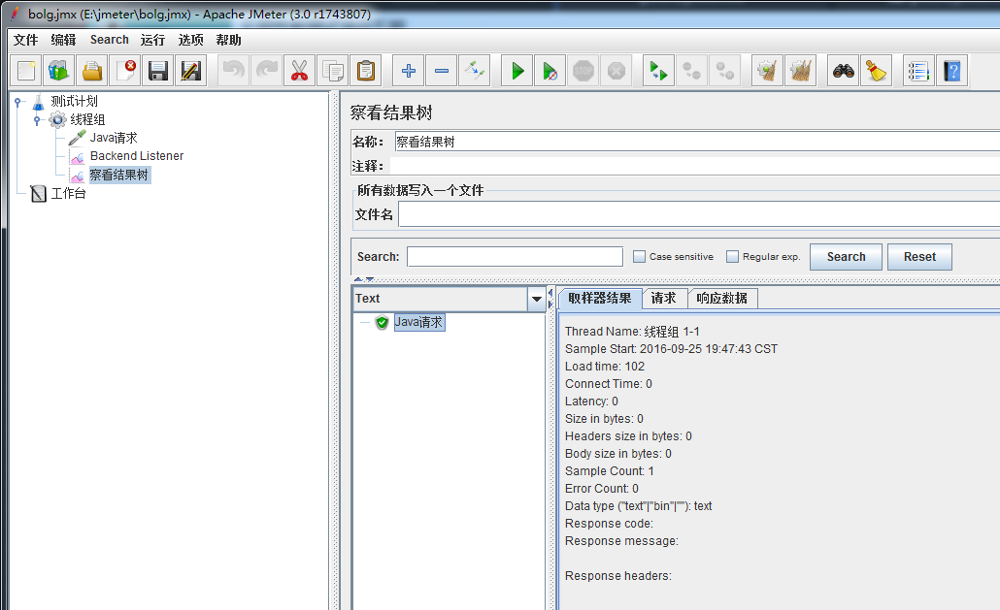 bolg.jmx (E:\jmeter\bolg.jmx) - Apache JMeter (3.0 r1743807)
文件 编辑 Search 运行 选项 帮助
STOP
测试计划
线程组
Java请求
Backend Listener
察看结果树
工作台
察看结果树
名称: 察看结果树
注释:
所有数据写入一个文件
文件名
Search: Case sensitive Regular exp. Search Reset
Text
Java请求
取样器结果 请求 响应数据
Thread Name: 线程组 1-1
Sample Start: 2016-09-25 19:47:43 CST
Load time: 102
Connect Time: 0
Latency: 0
Size in bytes: 0
Headers size in bytes: 0
Body size in bytes: 0
Sample Count: 1
Error Count: 0
Data type ("text"|"bin"|""): text
Response code:
Response message:
Response headers: